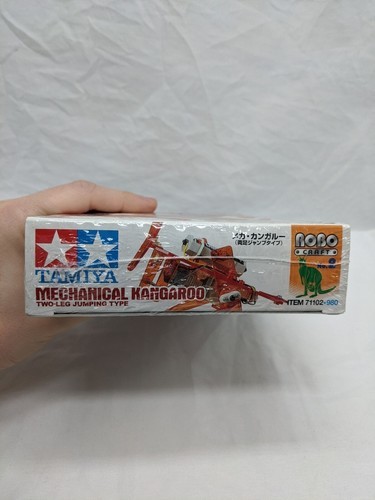 TAMIYA
MECHANICAL KANGAROO
TWO-LEG JUMPING TYPE
メカ・カンガルー
(両足ジャンプタイプ)
ROBO
CRAFT
ITEM 71102-980